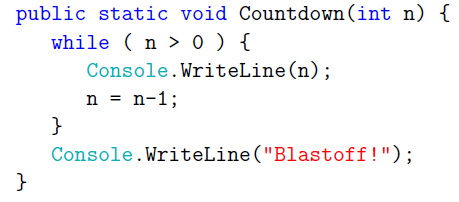 public static void Countdown(int n) {
while ( n > 0 ) {
Console.WriteLine(n);
n = n-1;
}
Console.WriteLine("Blastoff!");
}